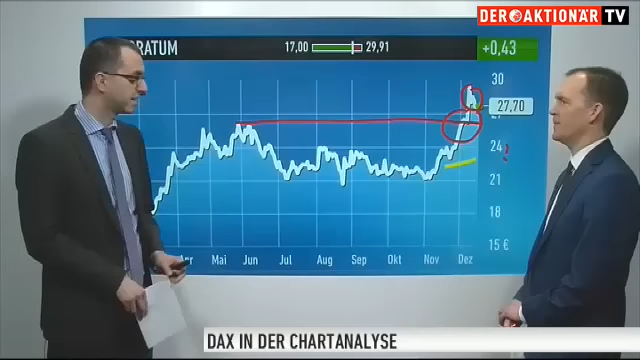 DER AKTIONÄR TV
ORATUM
17,00
29,91
+0,43
30
27,70
24
21
18
15 €
Mai
Jun
Jul
Aug
Sep
Okt
Nov
Dez
DAX IN DER CHARTANALYSE